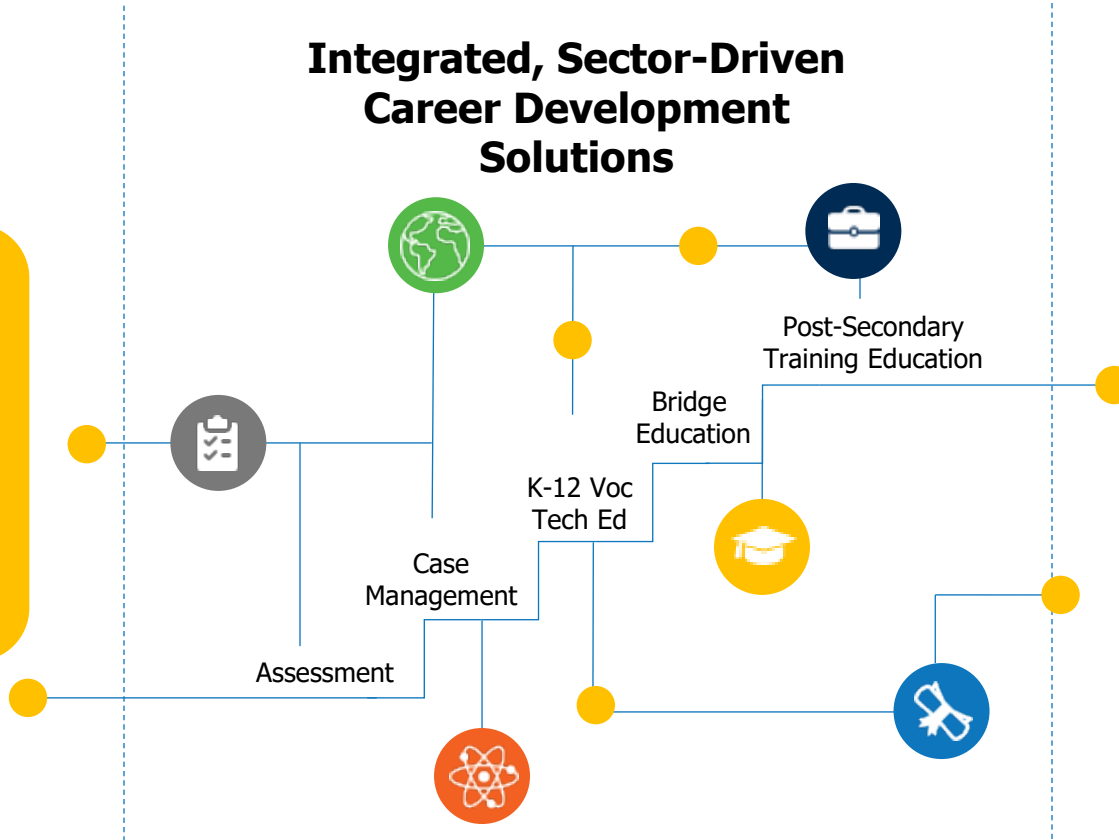 Integrated, Sector-Driven
Career Development
Solutions
Post-Secondary
Training Education
Bridge
Education
K-12 Voc
Tech Ed
Case
Management
Assessment